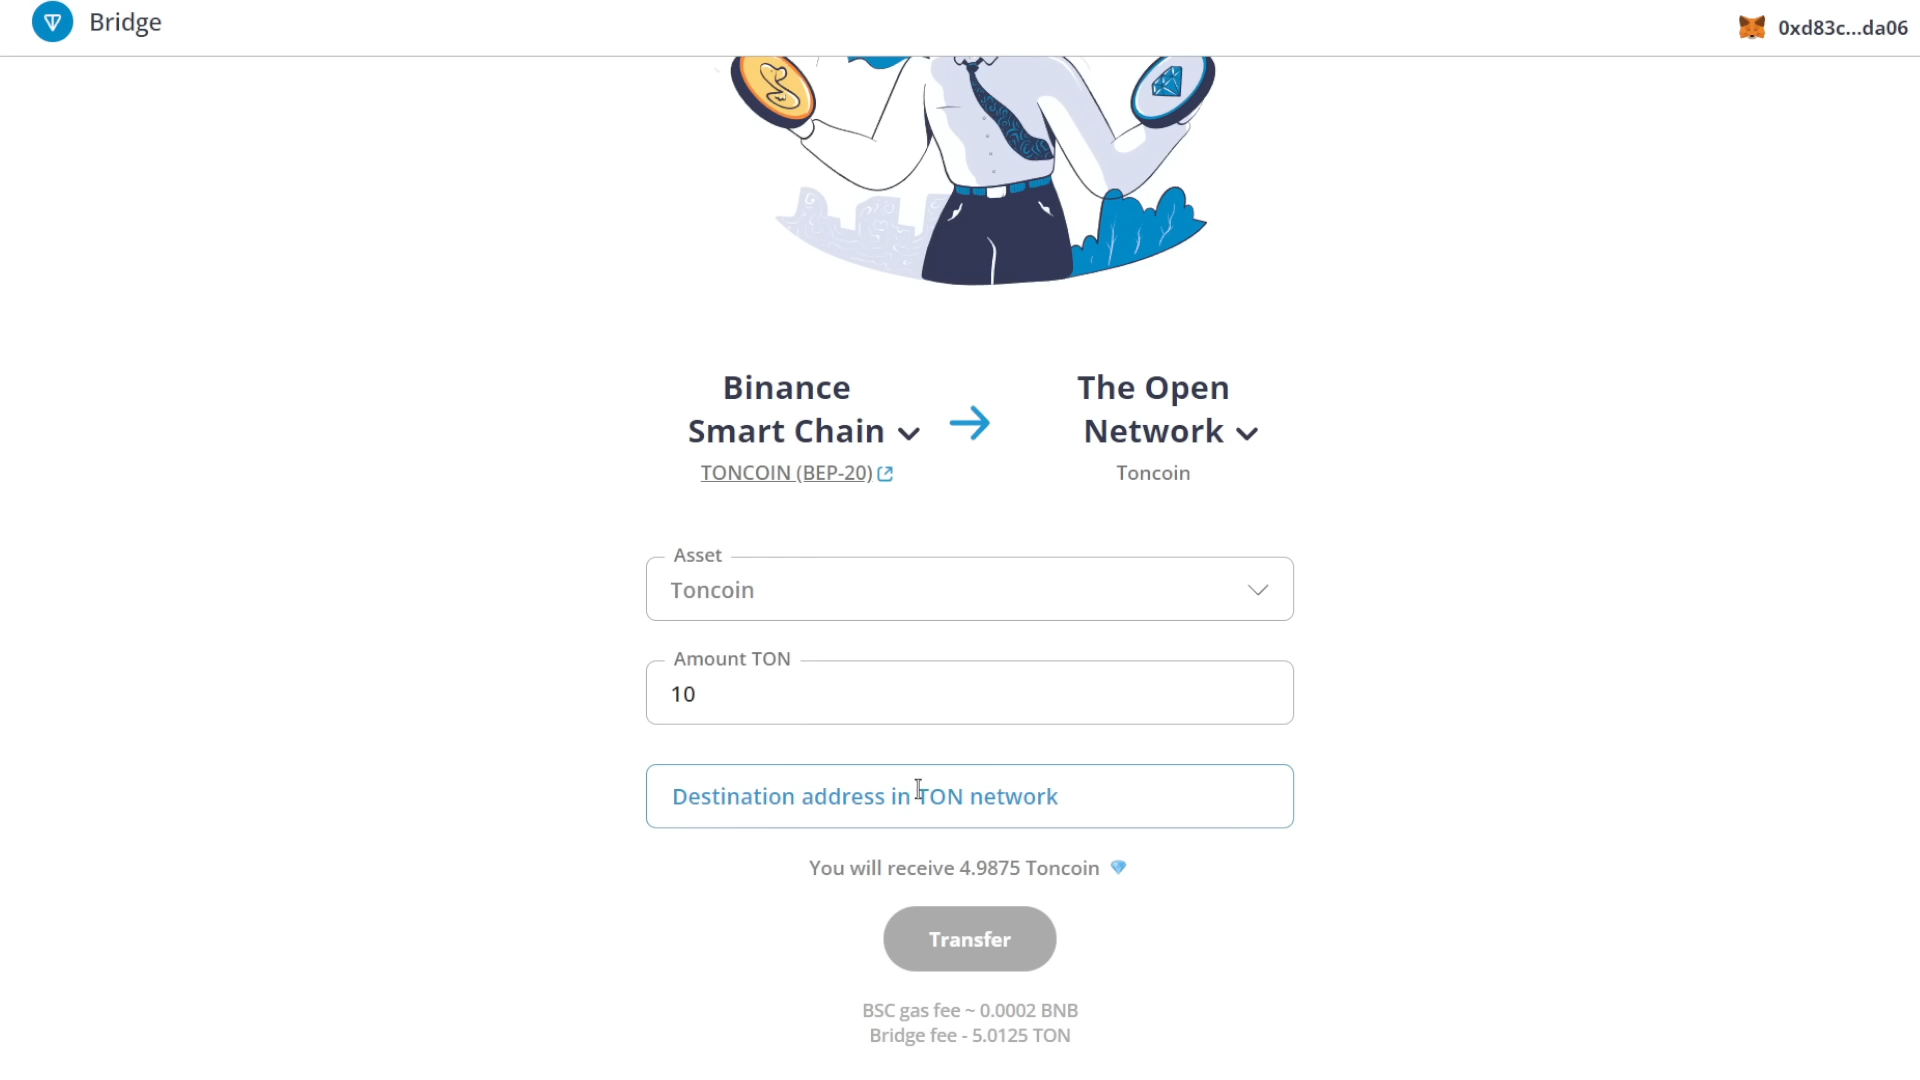 Bridge
0xd83c...da06
Binance
Smart Chain
TONCOIN (BEP-20)
The Open
Network
Toncoin
Asset
Toncoin
Amount TON
10
Destination address in TON network
You will receive 4.9875 Toncoin
Transfer
BSC gas fee ~ 0.0002 BNB
Bridge fee - 5.0125 TON